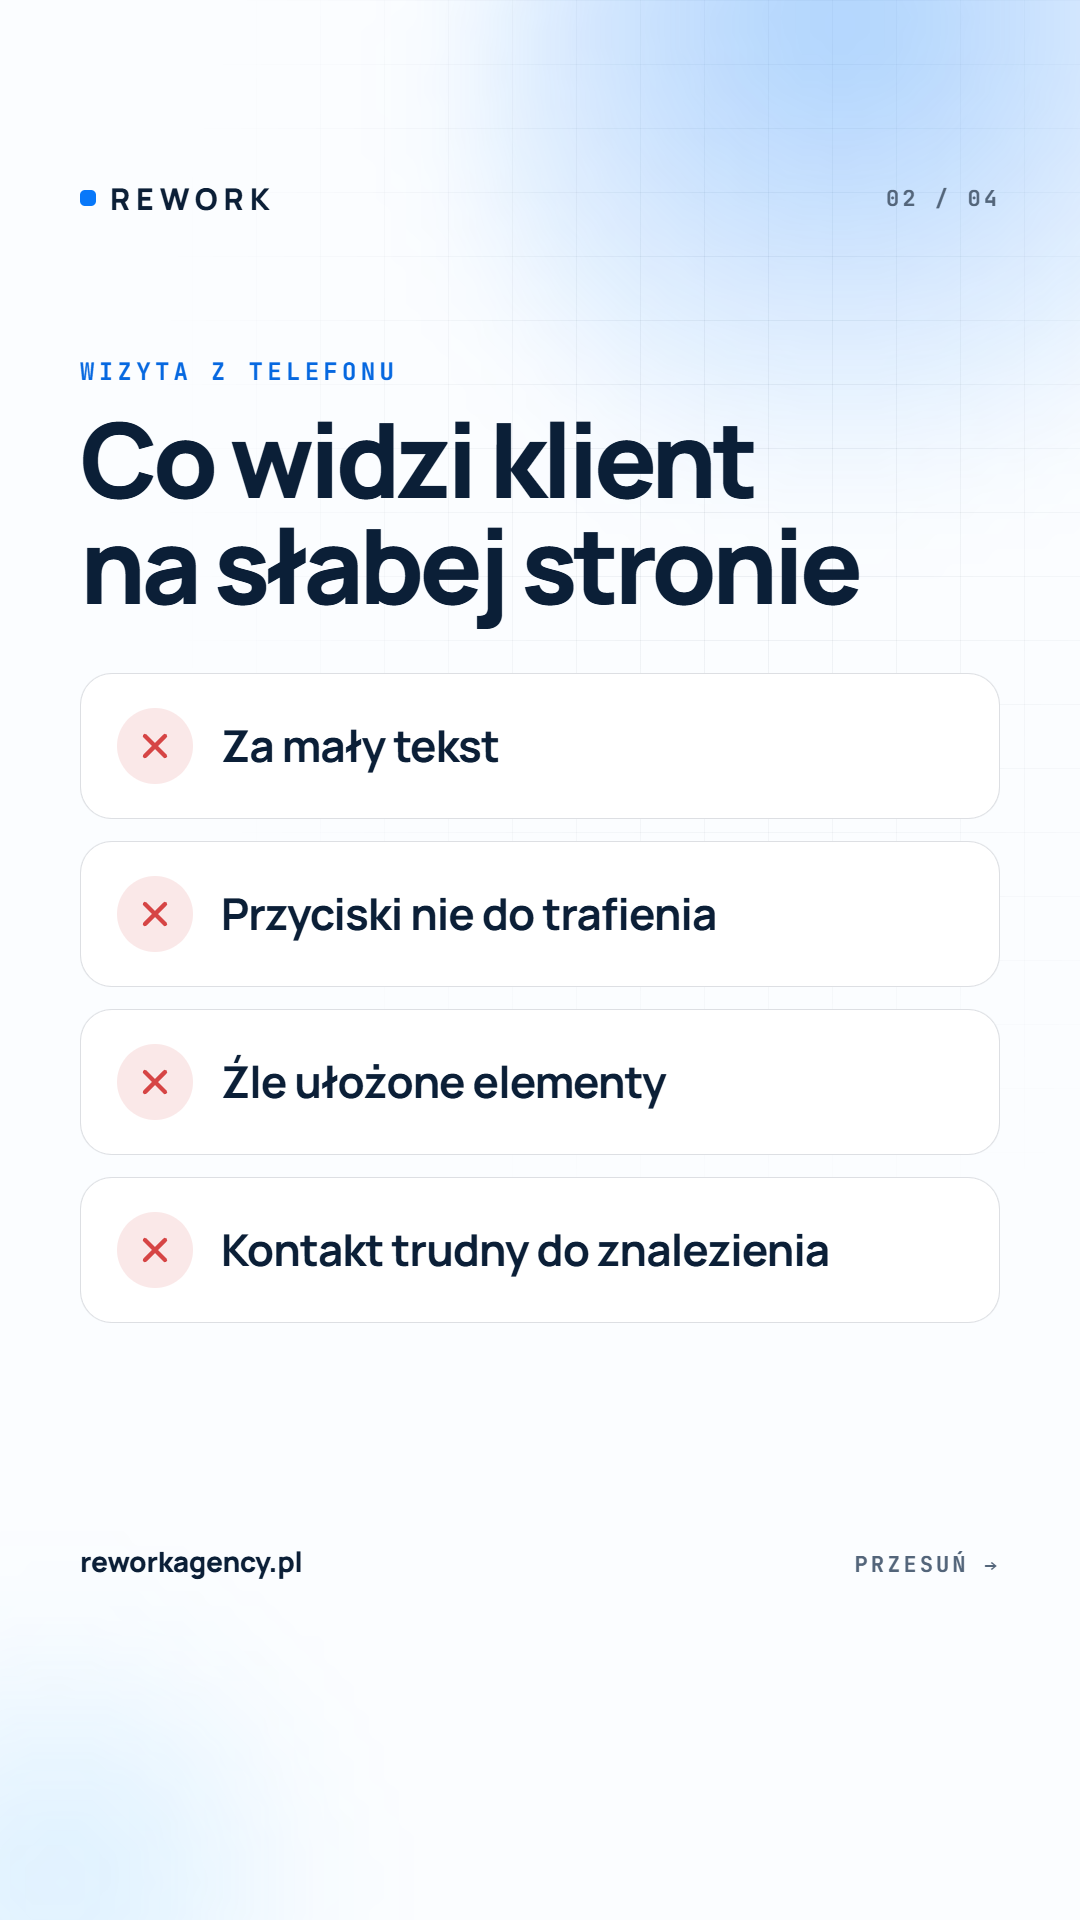 REWORK
02 / 04
WIZYTA Z TELEFONU
Co widzi klient
na słabej stronie
Za mały tekst
Przyciski nie do trafienia
Źle ułożone elementy
Kontakt trudny do znalezienia
reworkagency.pl
PRZESUŃ →